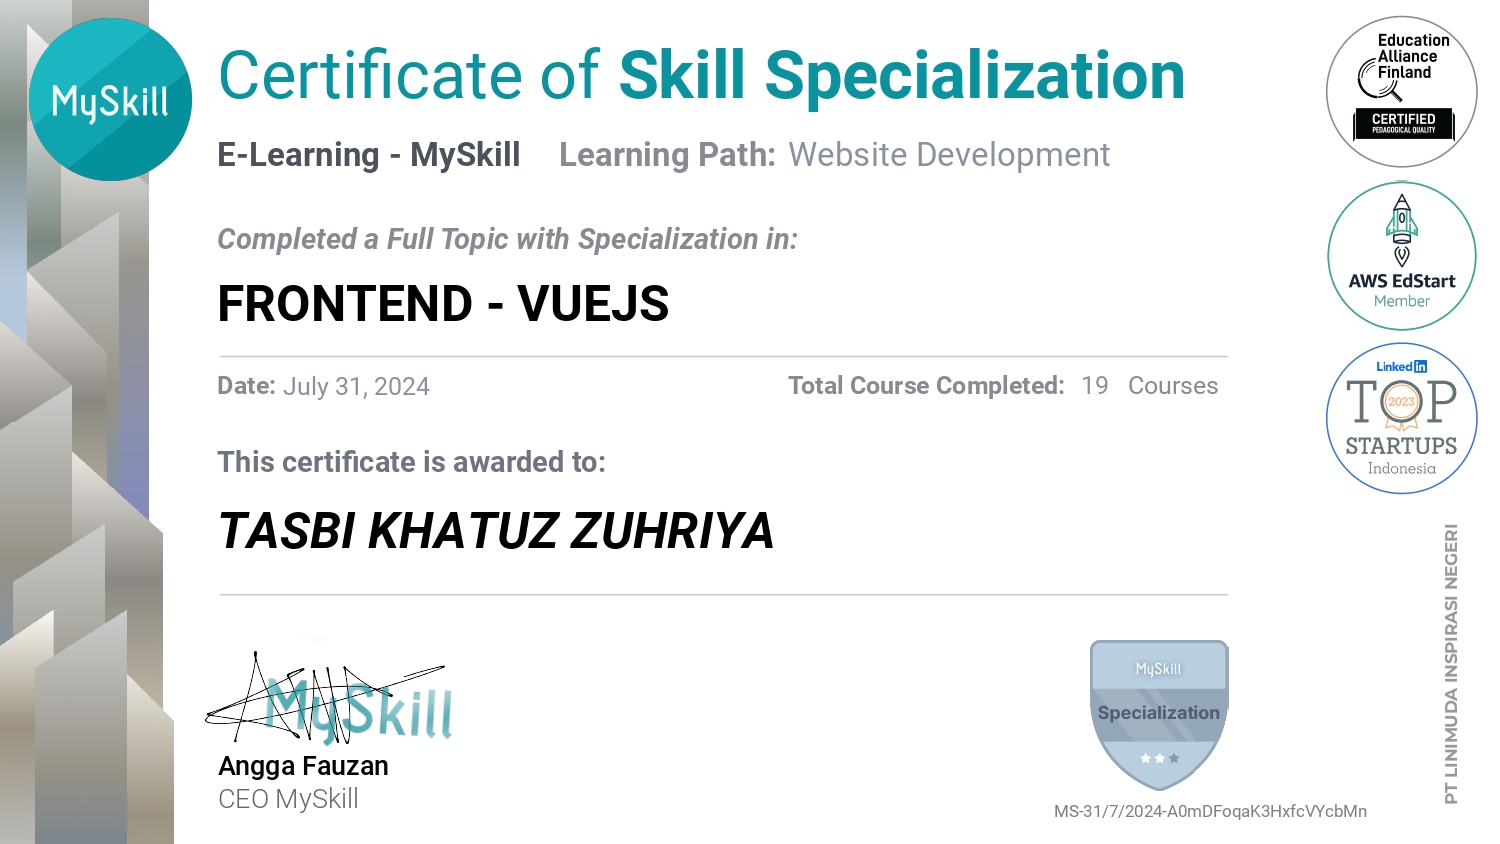 MySkill
Certificate of Skill Specialization
E-Learning - MySkill Learning Path: Website Development
Completed a Full Topic with Specialization in:
FRONTEND - VUEJS
Date: July 31, 2024 Total Course Completed: 19 Courses
This certificate is awarded to:
TASBI KHATUZ ZUHRIYA
MySkill
Angga Fauzan
CEO MySkill
MySkill
Specialization
MS-31/7/2024-A0mDFoqaK3HxfcVYcbMn
Education
Alliance
Finland
CERTIFIED
PEDAGOGICAL QUALITY
AWS EdStart
Member
Linked in
TOP
2023
STARTUPS
Indonesia
PT LINIMUDA INSPIRASI NEGERI